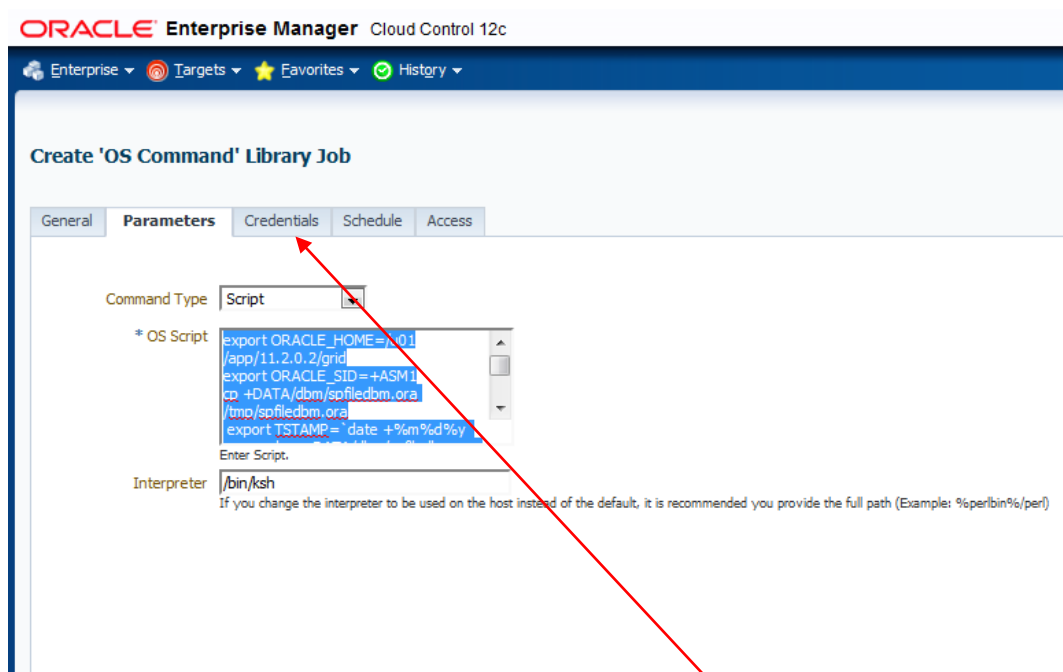 ORACLE Enterprise Manager Cloud Control 12c
Enterprise Targets Favorites History
Create 'OS Command' Library Job
General Parameters Credentials Schedule Access
Command Type Script
* OS Script
export ORACLE_HOME=/u01
/app/11.2.0.2/grid
export ORACLE_SID=+ASM1
cp +DATA/dbm/spfiledbm.ora
/tmp/spfiledbm.ora
export TSTAMP=`date +%m%d%y`
Enter Script.
Interpreter /bin/ksh
If you change the interpreter to be used on the host instead of the default, it is recommended you provide the full path (Example: %perlbin%/perl)